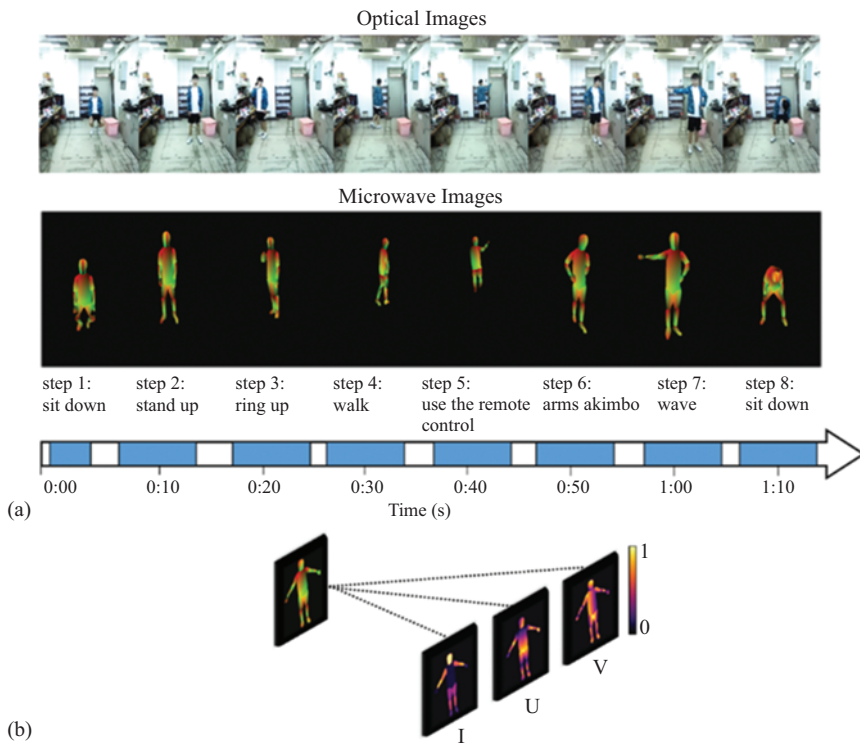 Optical Images
Microwave Images
step 1: step 2: step 3: step 4: step 5: step 6: step 7: step 8:
sit down stand up ring up walk use the remote arms akimbo wave sit down
control
0:00 0:10 0:20 0:30 0:40 0:50 1:00 1:10
(a) Time (s)
1
0
V
U
(b) I